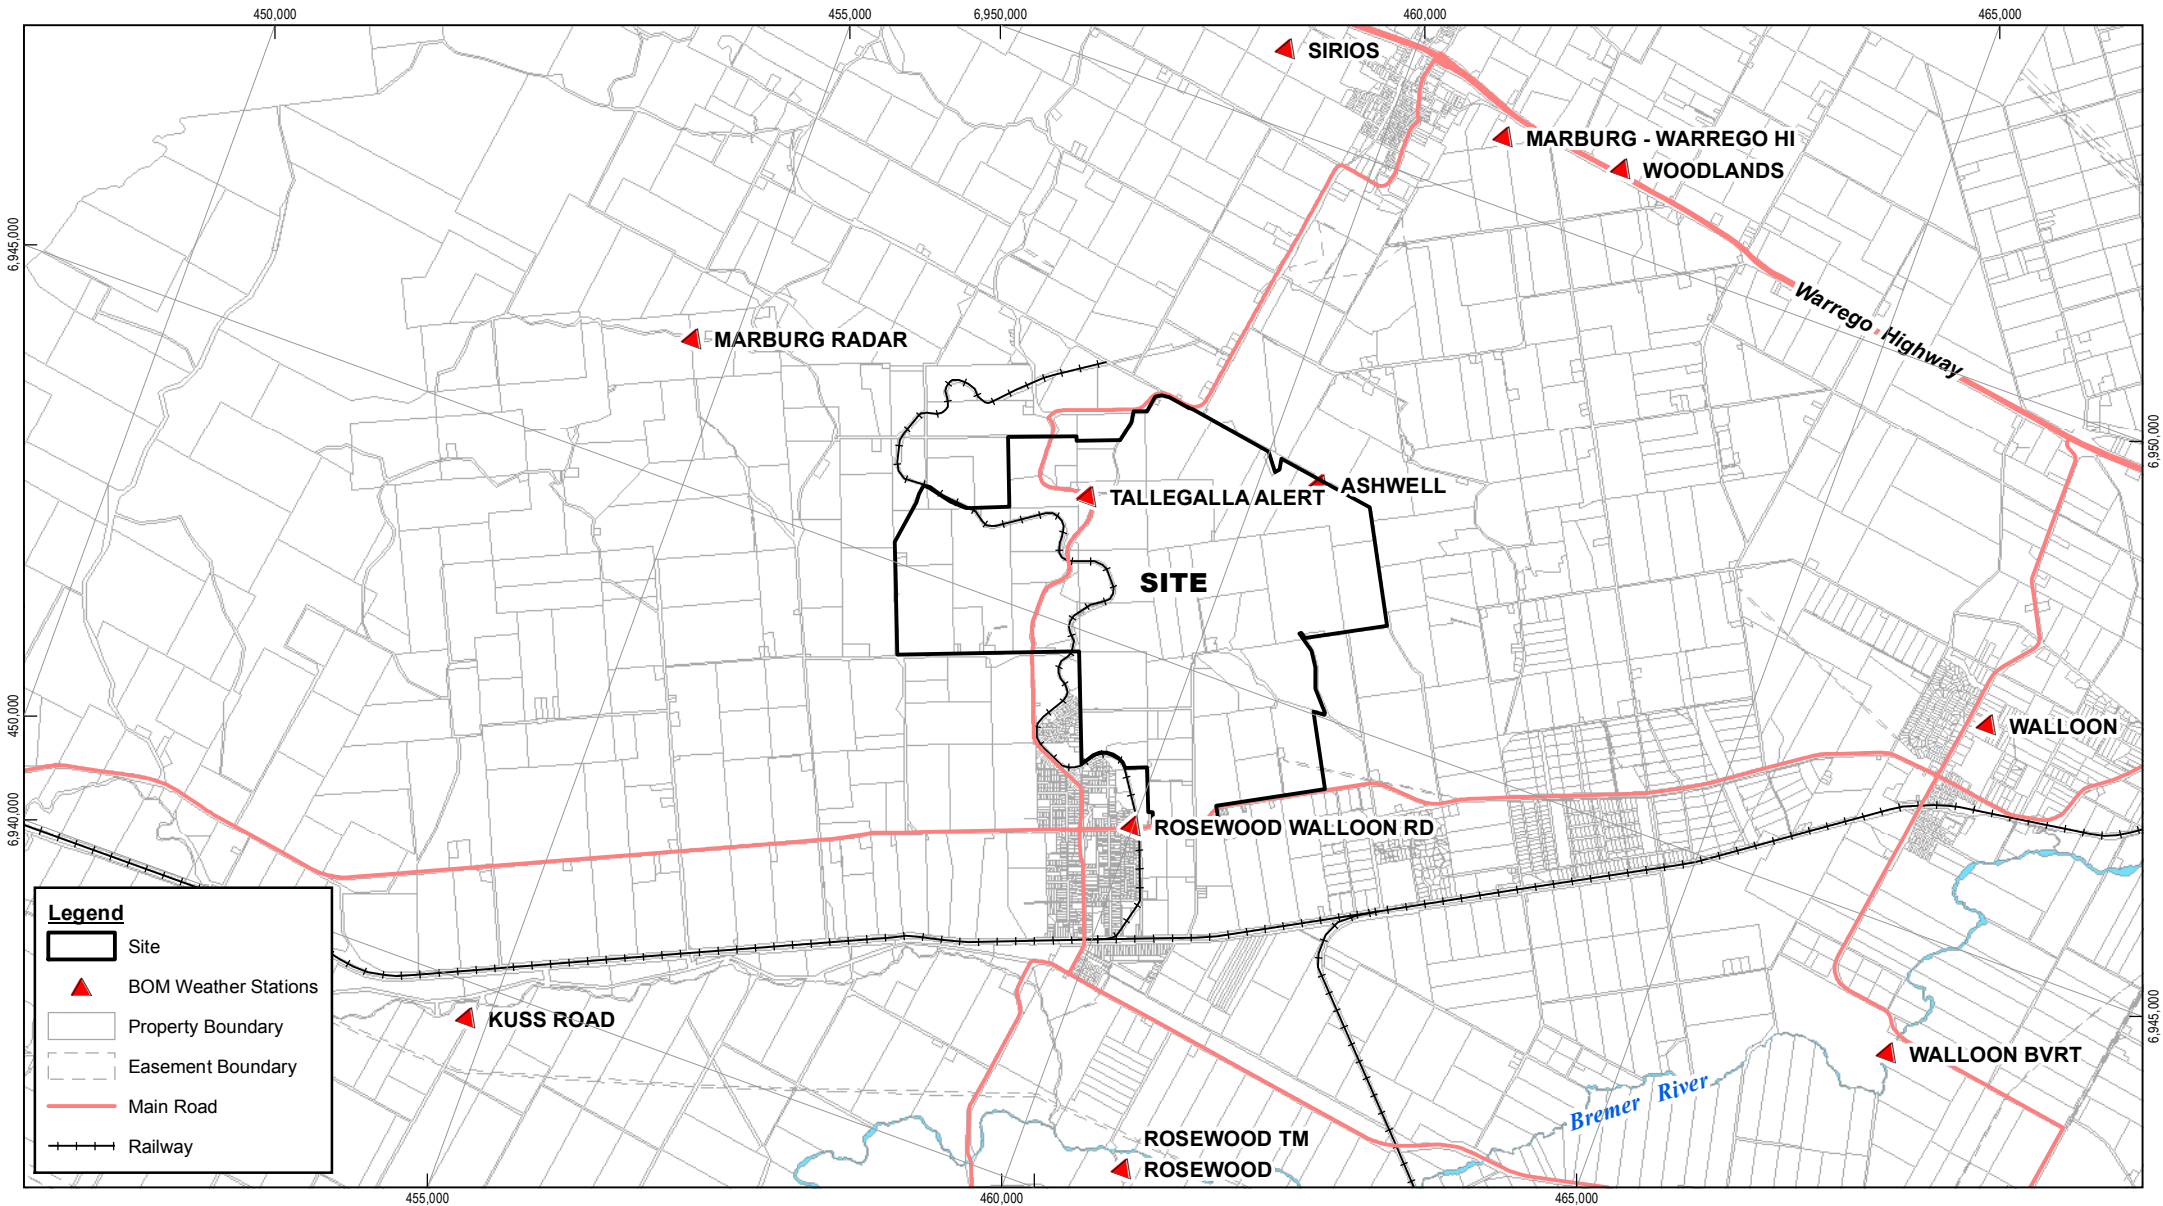 450,000
455,000
6,950,000
460,000
465,000
SIRIOS
MARBURG - WARREGO HI
WOODLANDS
6,945,000
Warrego Highway
MARBURG RADAR
6,950,000
ASHWELL
TALLEGALLA ALERT
SITE
450,000
WALLOON
6,940,000
ROSEWOOD WALLOON RD
Legend
Site
BOM Weather Stations
Property Boundary
Easement Boundary
Main Road
Railway
KUSS ROAD
6,945,000
WALLOON BVRT
Bremer River
ROSEWOOD TM
ROSEWOOD
455,000
460,000
465,000